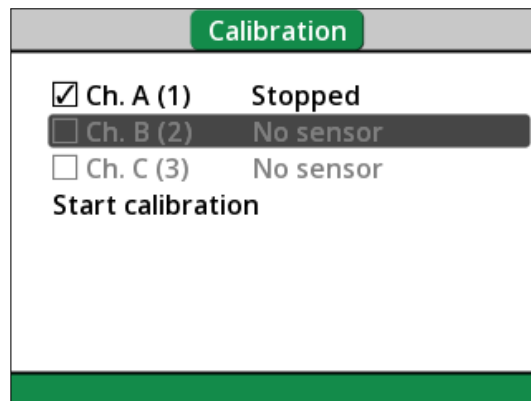 Calibration
Ch. A (1) Stopped
Ch. B (2) No sensor
Ch. C (3) No sensor
Start calibration